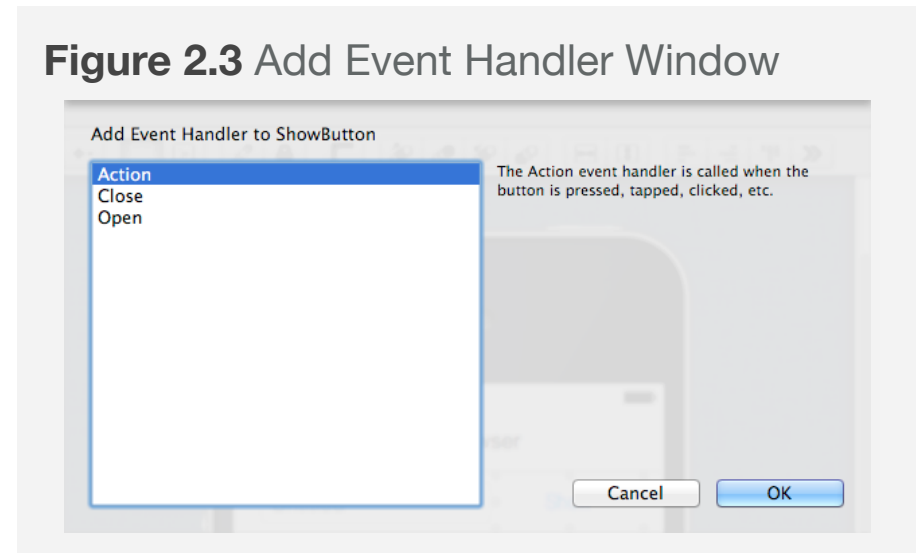 Figure 2.3 Add Event Handler Window
Add Event Handler to ShowButton
Action
Close
Open
The Action event handler is called when the
button is pressed, tapped, clicked, etc.
Cancel
OK